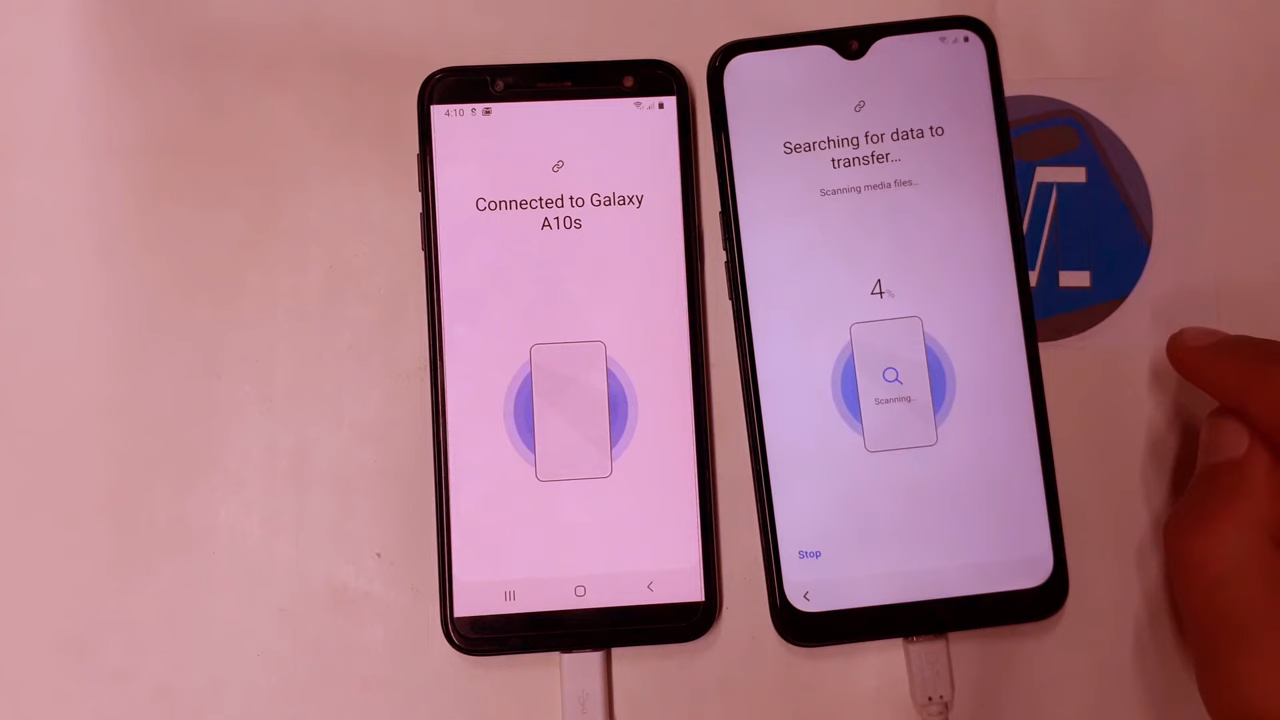 4:10
Connected to Galaxy
A10s
Searching for data to
transfer...
Scanning media files...
4%
Scanning...
Stop